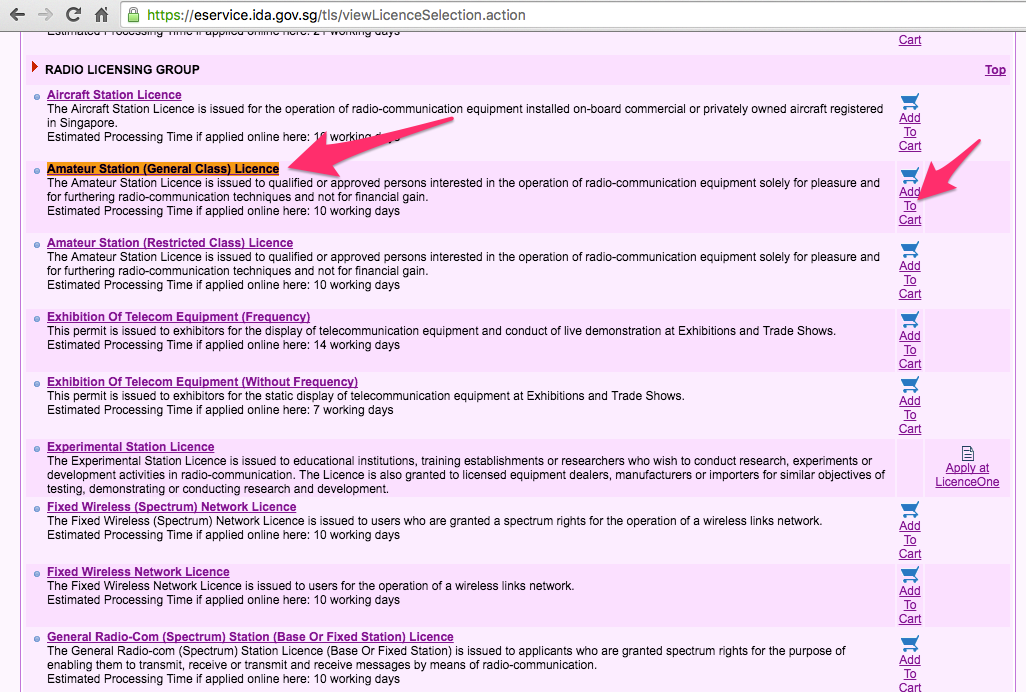 https://eservice.ida.gov.sg/tls/viewLicenceSelection.action
Estimated Processing Time if applied online here: 21 working days
Cart
RADIO LICENSING GROUP
Top
Aircraft Station Licence
The Aircraft Station Licence is issued for the operation of radio-communication equipment installed on-board commercial or privately owned aircraft registered
in Singapore.
Estimated Processing Time if applied online here: working days
Add
To
Cart
Amateur Station (General Class) Licence
The Amateur Station Licence is issued to qualified or approved persons interested in the operation of radio-communication equipment solely for pleasure and
for furthering radio-communication techniques and not for financial gain.
Estimated Processing Time if applied online here: 10 working days
Add
To
Cart
Amateur Station (Restricted Class) Licence
The Amateur Station Licence is issued to qualified or approved persons interested in the operation of radio-communication equipment solely for pleasure and
for furthering radio-communication techniques and not for financial gain.
Estimated Processing Time if applied online here: 10 working days
Add
To
Cart
Exhibition Of Telecom Equipment (Frequency)
This permit is issued to exhibitors for the display of telecommunication equipment and conduct of live demonstration at Exhibitions and Trade Shows.
Estimated Processing Time if applied online here: 14 working days
Add
To
Cart
Exhibition Of Telecom Equipment (Without Frequency)
This permit is issued to exhibitors for the static display of telecommunication equipment at Exhibitions and Trade Shows.
Estimated Processing Time if applied online here: 7 working days
Add
To
Cart
Experimental Station Licence
The Experimental Station Licence is issued to educational institutions, training establishments or researchers who wish to conduct research, experiments or
development activities in radio-communication. The Licence is also granted to licensed equipment dealers, manufacturers or importers for similar objectives of
testing, demonstrating or conducting research and development.
Apply at
LicenceOne
Fixed Wireless (Spectrum) Network Licence
The Fixed Wireless (Spectrum) Network Licence is issued to users who are granted a spectrum rights for the operation of a wireless links network.
Estimated Processing Time if applied online here: 10 working days
Add
To
Cart
Fixed Wireless Network Licence
The Fixed Wireless Network Licence is issued to users for the operation of a wireless links network.
Estimated Processing Time if applied online here: 10 working days
Add
To
Cart
General Radio-Com (Spectrum) Station (Base Or Fixed Station) Licence
The General Radio-com (Spectrum) Station Licence (Base Or Fixed Station) is issued to applicants who are granted spectrum rights for the purpose of
enabling them to transmit, receive or transmit and receive messages by means of radio-communication.
Estimated Processing Time if applied online here: 10 working days
Add
To
Cart